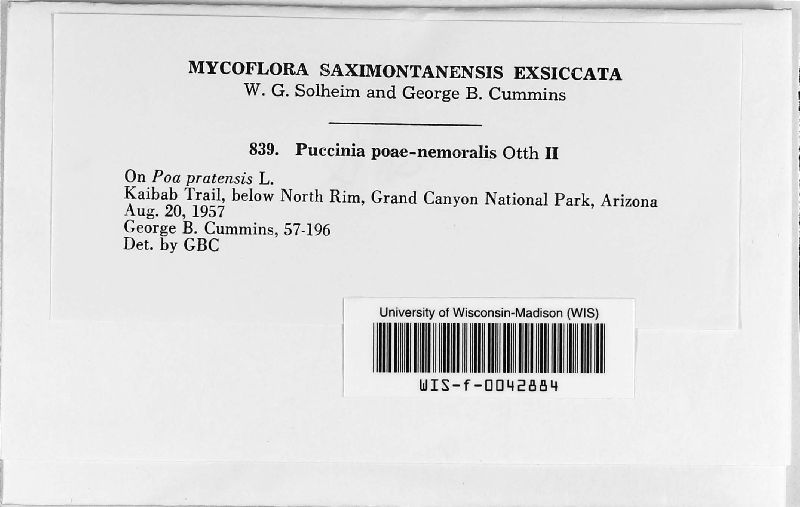 MYCOFLORA SAXIMONTANENSIS EXSICCATA
W. G. Solheim and George B. Cummins
839. Puccinia poae-nemoralis Otth II
On Poa pratensis L.
Kaibab Trail, below North Rim, Grand Canyon National Park, Arizona
Aug. 20, 1957
George B. Cummins, 57-196
Det. by GBC
University of Wisconsin-Madison (WIS)
WIS-f-0042884